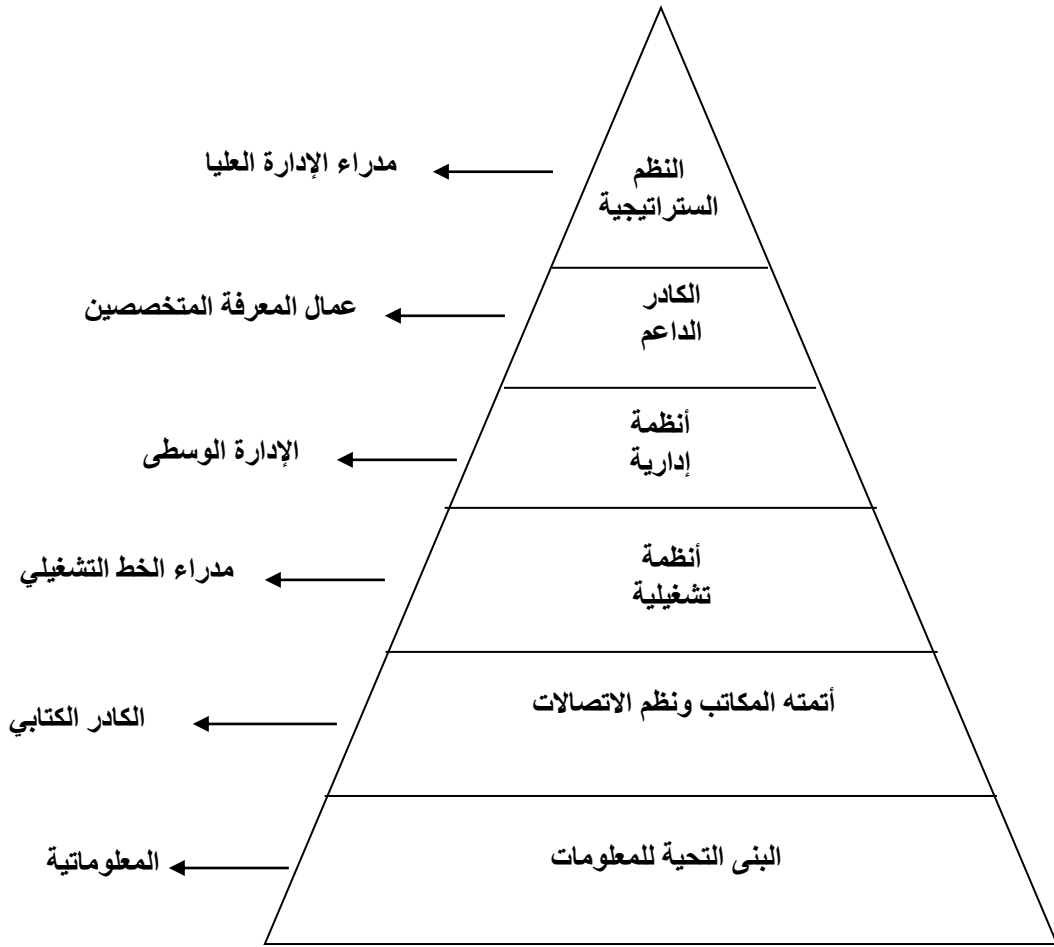 النظم
الستراتيجية
مدراء الإدارة العليا
الكادر
الداعم
عمال المعرفة المتخصصين
أنظمة
إدارية
الإدارة الوسطى
أنظمة
تشغيلية
مدراء الخط التشغيلي
أتمته المكاتب ونظم الاتصالات
الكادر الكتابي
البنى التحية للمعلومات
المعلوماتية